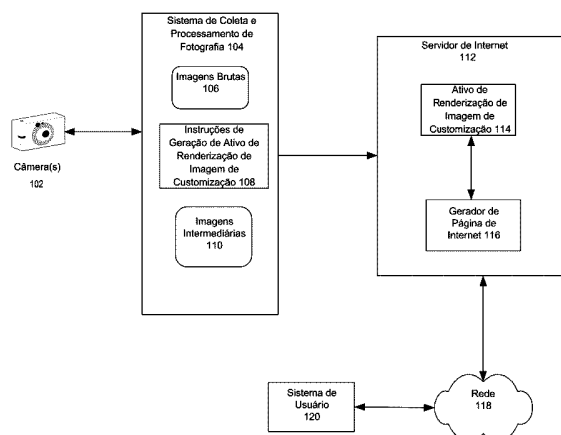 Sistema de Coleta e
Processamento de
Fotografia 104
Imagens Brutas
106
Instruções de
Geração de Ativo de
Renderização de
Imagem de
Customização 108
Imagens
Intermediárias
110
Câmera(s)
102
Servidor de Internet
112
Ativo de
Renderização de
Imagem de
Customização 114
Gerador de
Página de
Internet 116
Rede
118
Sistema de
Usuário
120